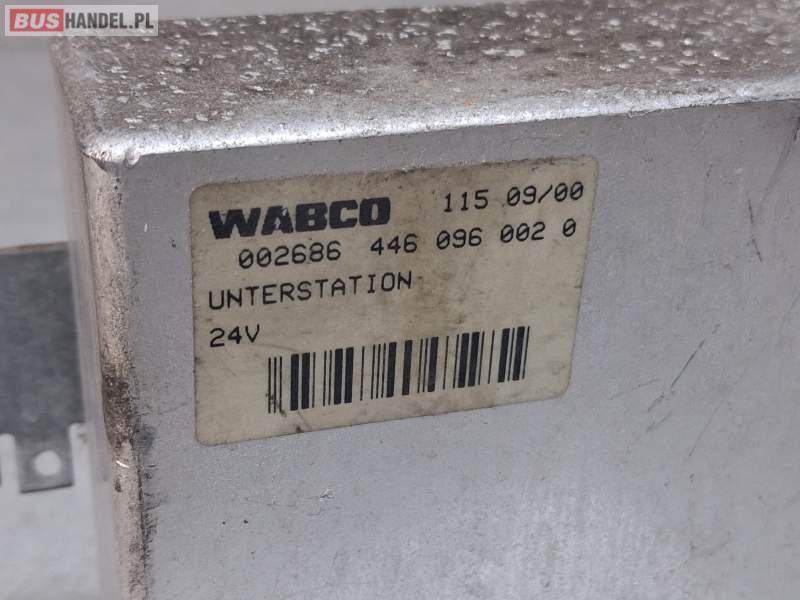 BUSHANDEL.PL
WABCO 115 09/00
002686 446 096 002 0
UNTERSTATION
24V